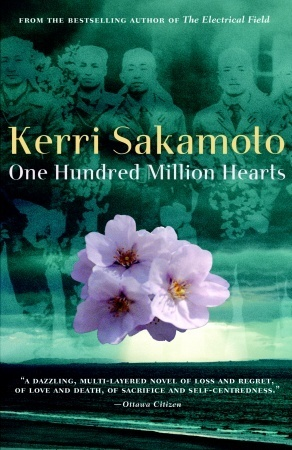 FROM THE BESTSELLING AUTHOR OF The Electrical Field
Kerri Sakamoto
One Hundred Million Hearts
“A DAZZLING, MULTI-LAYERED NOVEL OF LOSS AND REGRET,
OF LOVE AND DEATH, OF SACRIFICE AND SELF-CENTREDNESS.”
—Ottawa Citizen